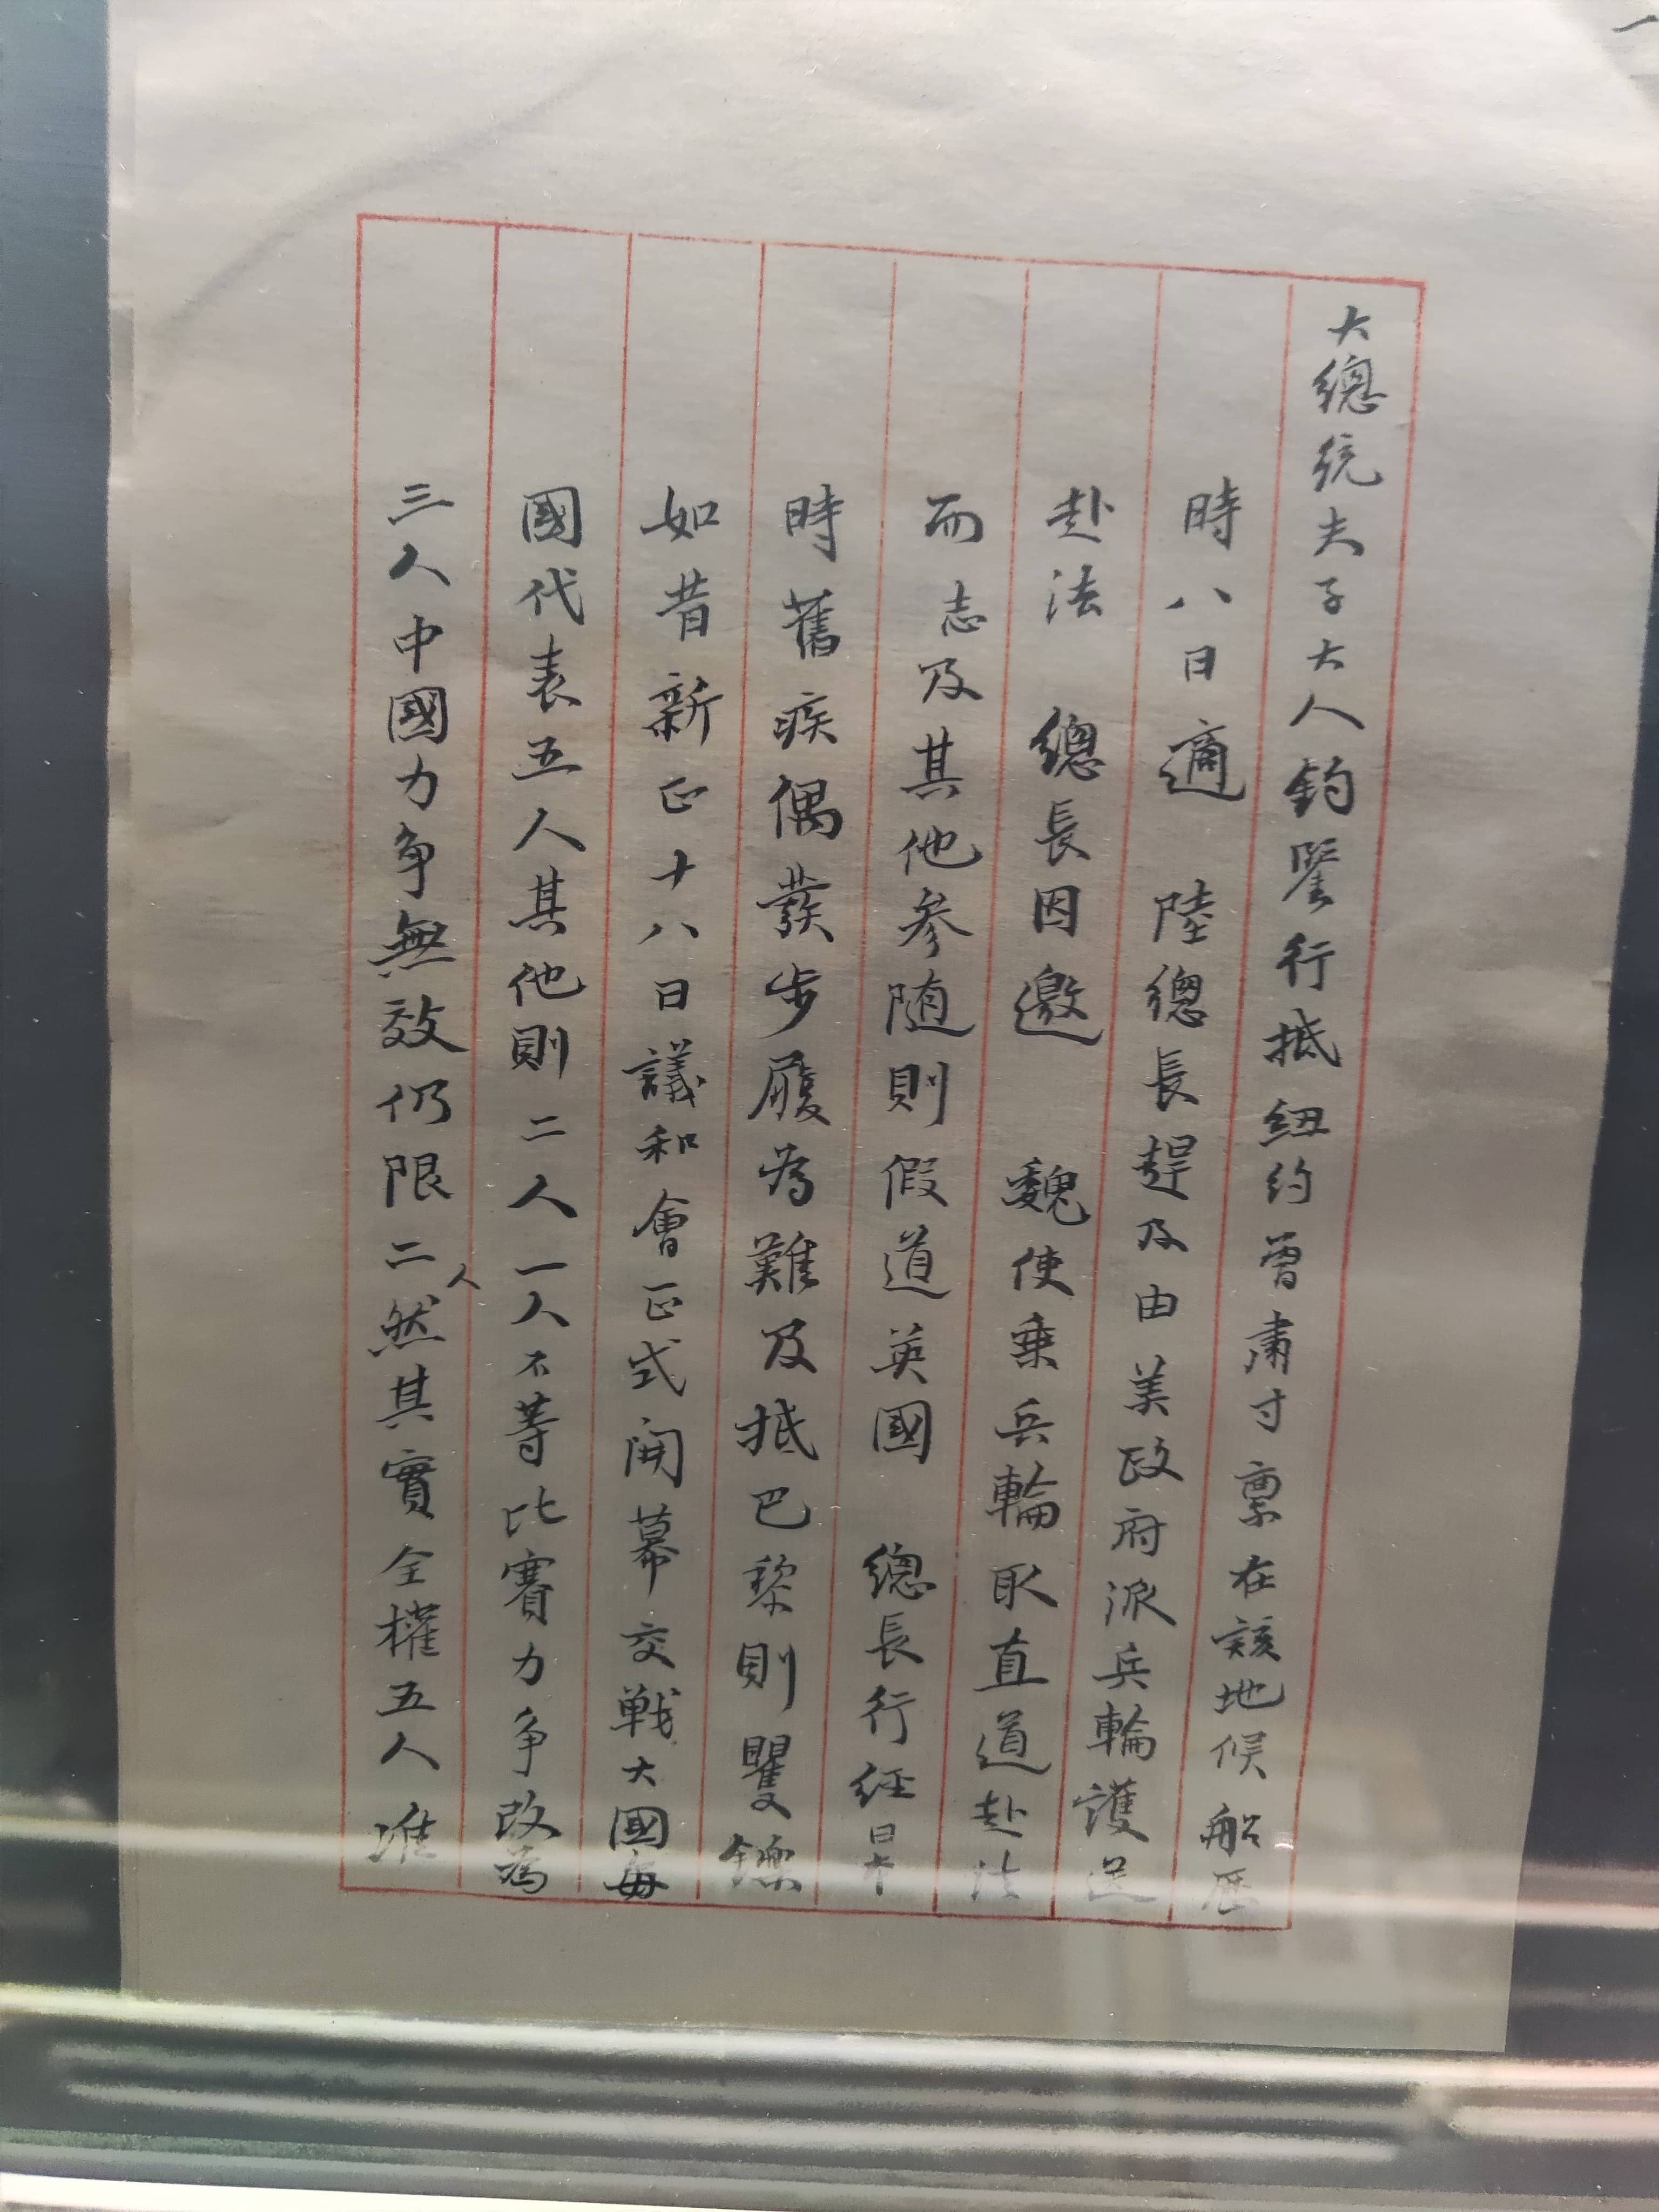 大總統夫子大人鈞鑒行抵紐約曾肅寸稟在該地候船歷
時八日適 陸總長趕及由美政府派兵輪護送
赴法 總長因邀 魏使乗兵輪取直道赴法
而志及其他参随則假道英國 總長行經日本
時舊疾偶發步履為難及抵巴黎則矍鑠
如昔新正十八日議和會正式開幕交戰大國每
國代表五人其他則二人一人不等比賽力爭改為
三人中國力爭無效仍限二人然其實全權五人准